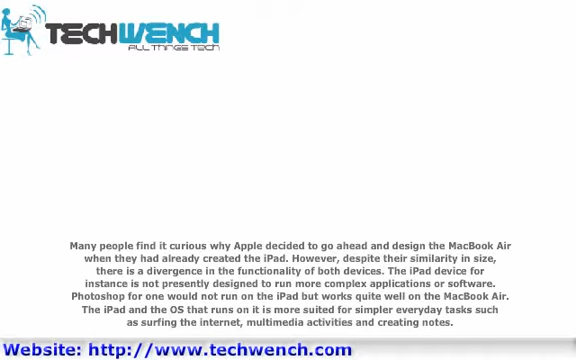 TECHWENCH
ALL THINGS TECH
Many people find it curious why Apple decided to go ahead and design the MacBook Air
when they had already created the iPad. However, despite their similarity in size,
there is a divergence in the functionality of both devices. The iPad device for
instance is not presently designed to run more complex applications or software.
Photoshop for one would not run on the iPad but works quite well on the MacBook Air.
The iPad and the OS that runs on it is more suited for simpler everyday tasks such
as surfing the internet, multimedia activities and creating notes.
Website: http://www.techwench.com